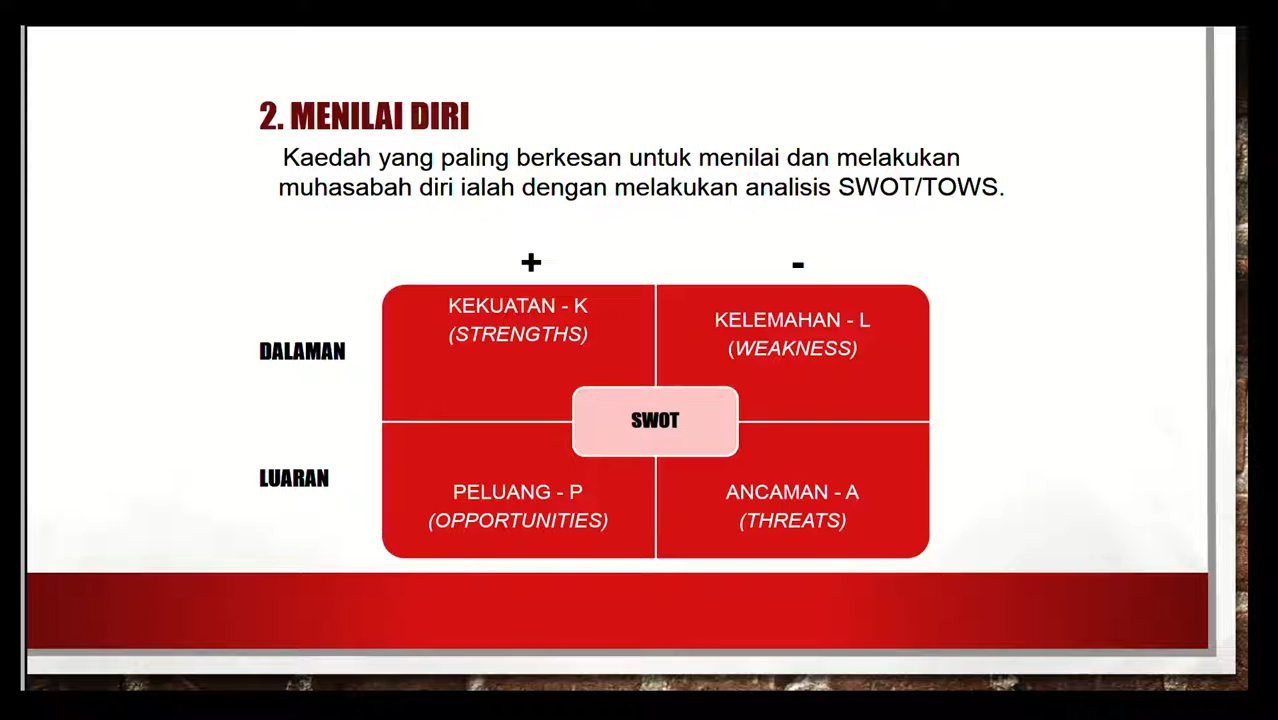 2. MENILAI DIRI
Kaedah yang paling berkesan untuk menilai dan melakukan
muhasabah diri ialah dengan melakukan analisis SWOT/TOWS.
+ -
DALAMAN
KEKUATAN - K
(STRENGTHS)
KELEMAHAN - L
(WEAKNESS)
SWOT
LUARAN
PELUANG - P
(OPPORTUNITIES)
ANCAMAN - A
(THREATS)